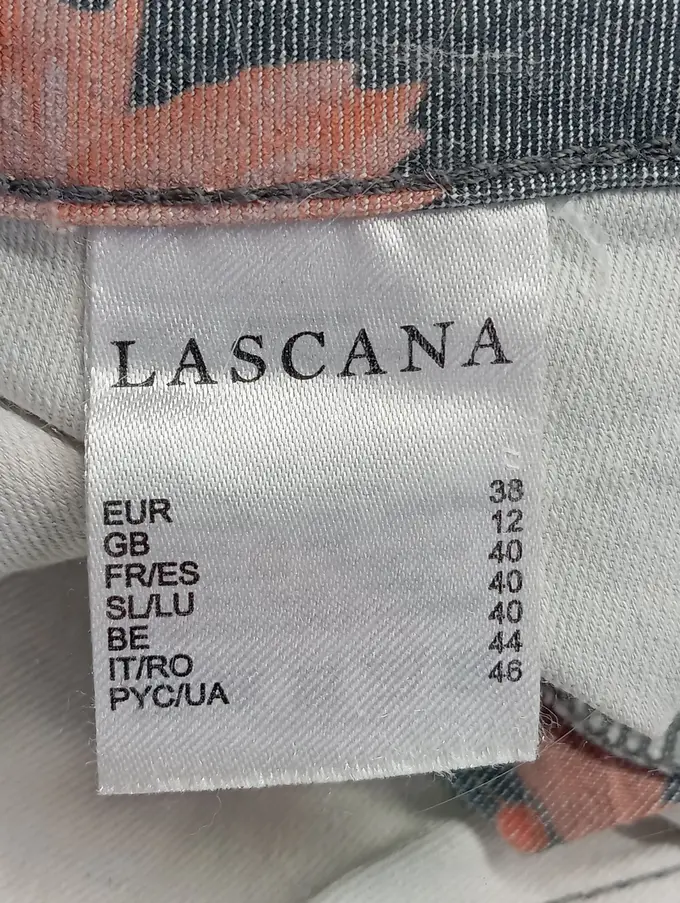 LASCANA
EUR 38
GB 12
FR/ES 40
SL/LU 40
BE 40
IT/RO 44
PYC/UA 46